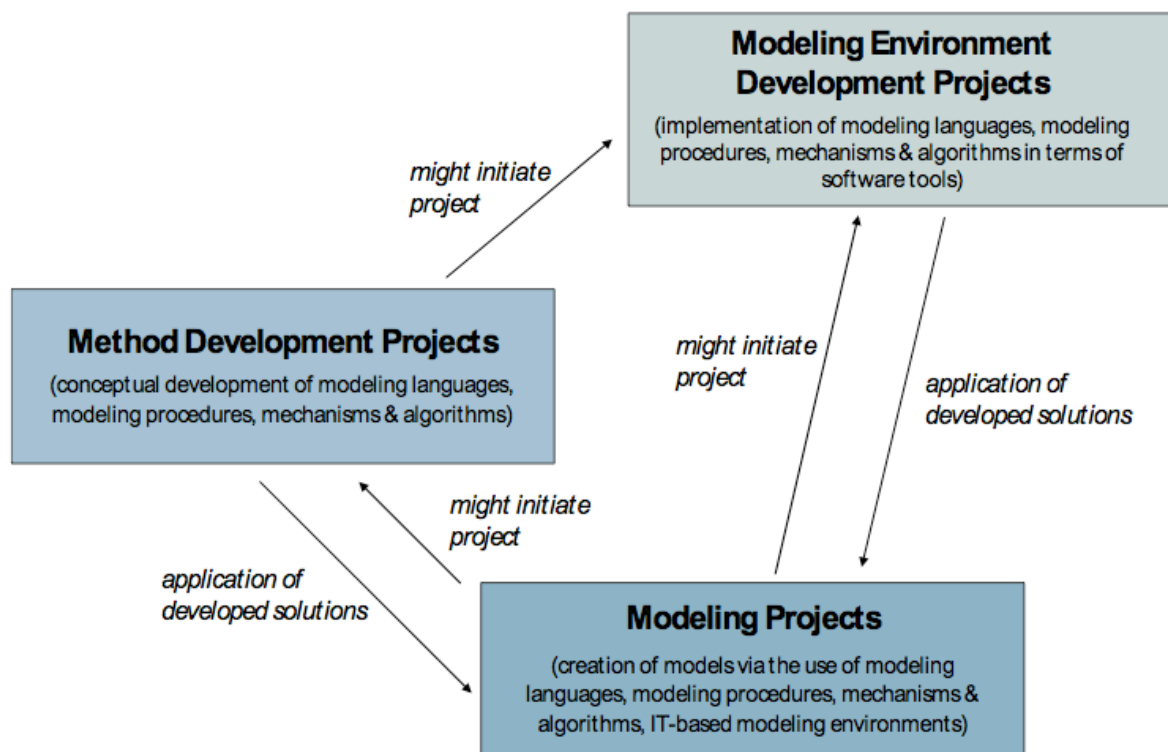 Modeling Environment
Development Projects
(implementation of modeling languages, modeling
procedures, mechanisms & algorithms in terms of
software tools)
might initiate
project
Method Development Projects
(conceptual development of modeling languages,
modeling procedures, mechanisms & algorithms)
might initiate
project
application of
developed solutions
might initiate
project
application of
developed solutions
Modeling Projects
(creation of models via the use of modeling
languages, modeling procedures, mechanisms &
algorithms, IT-based modeling environments)